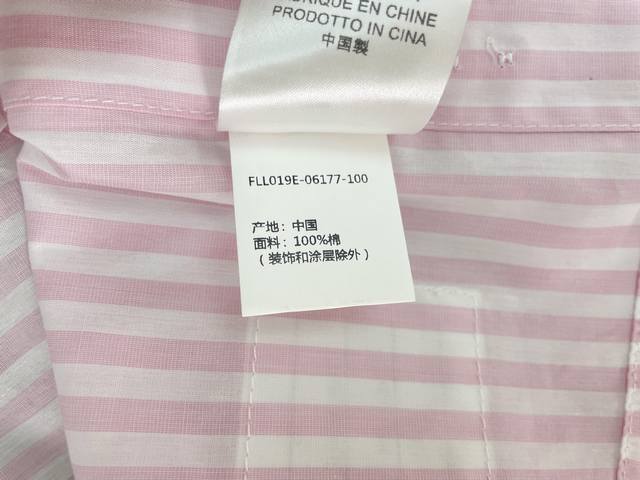 RIQUE EN CHINE
PRODOTTO IN CINA
中国製
FLL019E-06177-100
产地：中国
面料：100%棉
（装饰和涂层除外）